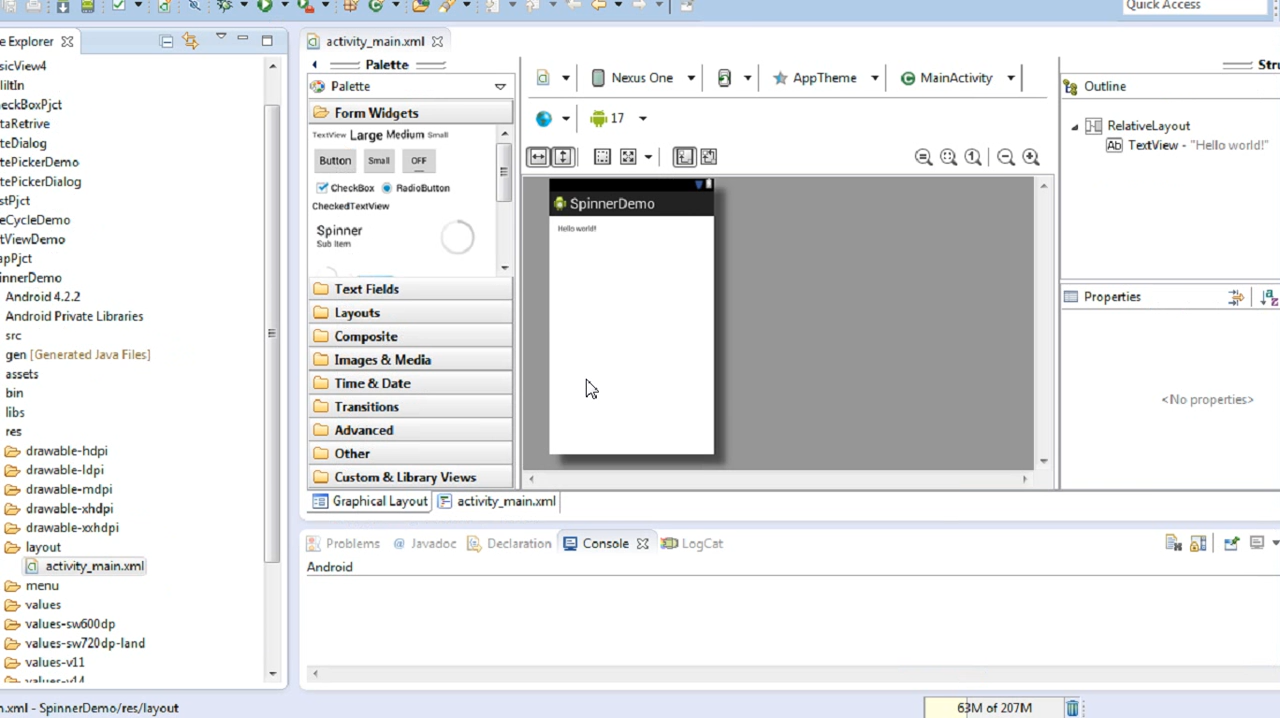 Quick Access
e Explorer
sicView4
iltIn
eckBoxPjct
taRetrive
teDialog
tePickerDemo
tePickerDialog
stPjct
eCycleDemo
tViewDemo
apPjct
innerDemo
Android 4.2.2
Android Private Libraries
src
gen [Generated Java Files]
assets
bin
libs
res
drawable-hdpi
drawable-ldpi
drawable-mdpi
drawable-xhdpi
drawable-xxhdpi
layout
activity_main.xml
menu
values
values-sw600dp
values-sw720dp-land
values-v11
values-v14
activity_main.xml
Palette
Palette
Form Widgets
TextView Large Medium Small
Button Small OFF
CheckBox RadioButton
CheckedTextView
Spinner
Sub Item
Text Fields
Layouts
Composite
Images & Media
Time & Date
Transitions
Advanced
Other
Custom & Library Views
Nexus One AppTheme MainActivity
17
SpinnerDemo
Hello world!
Graphical Layout activity_main.xml
Stru
Outline
RelativeLayout
Ab TextView - "Hello world!"
Properties
<No properties>
Problems @ Javadoc Declaration Console LogCat
Android
n.xml - SpinnerDemo/res/layout
63M of 207M